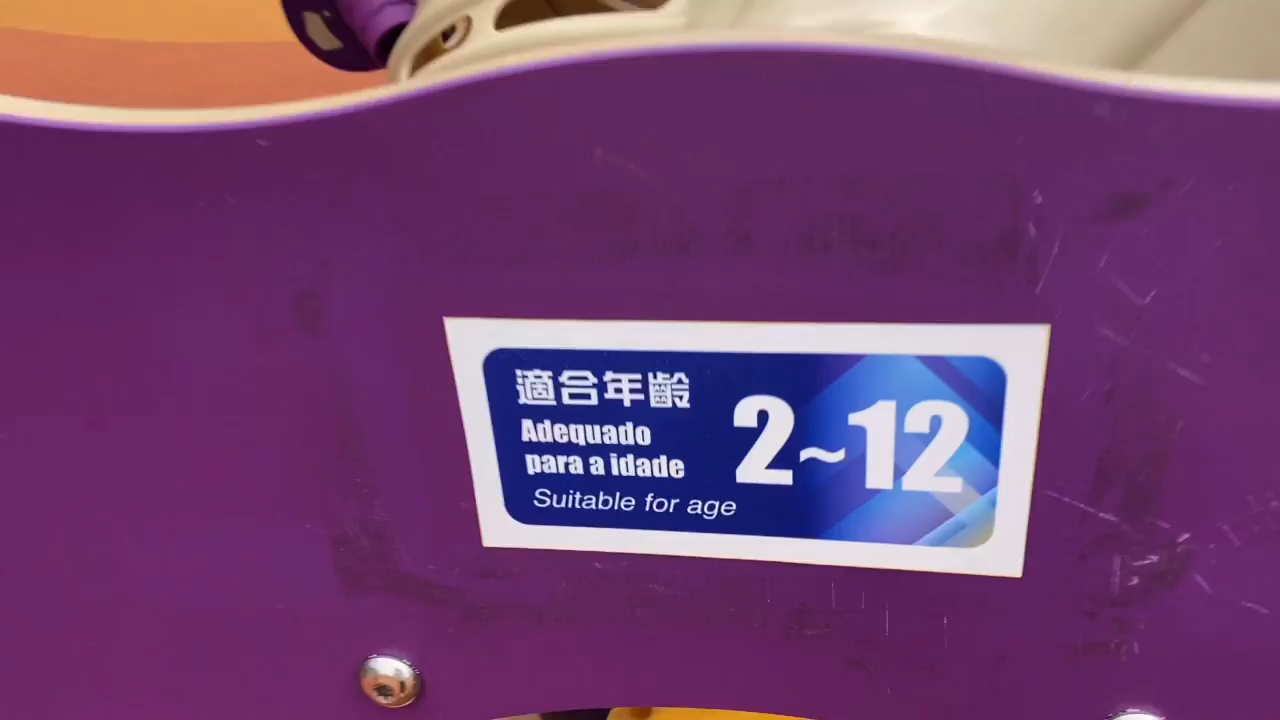 適合年齡
Adequado
para a idade
Suitable for age
2~12